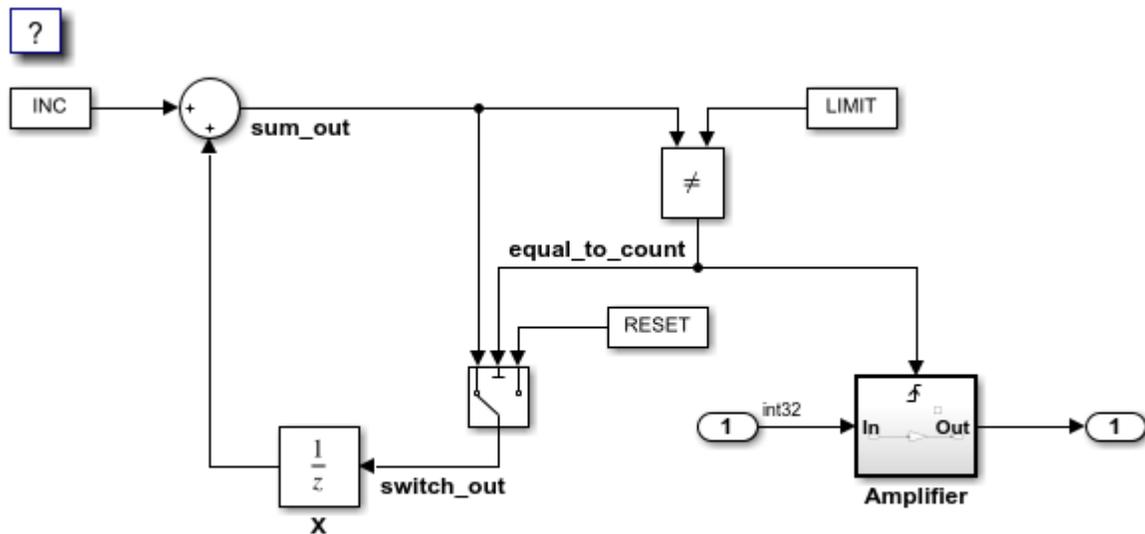 ?
INC
+
+
sum_out
LIMIT
≠
equal_to_count
RESET
1
int32
In
Out
1
Amplifier
1
z
switch_out
X